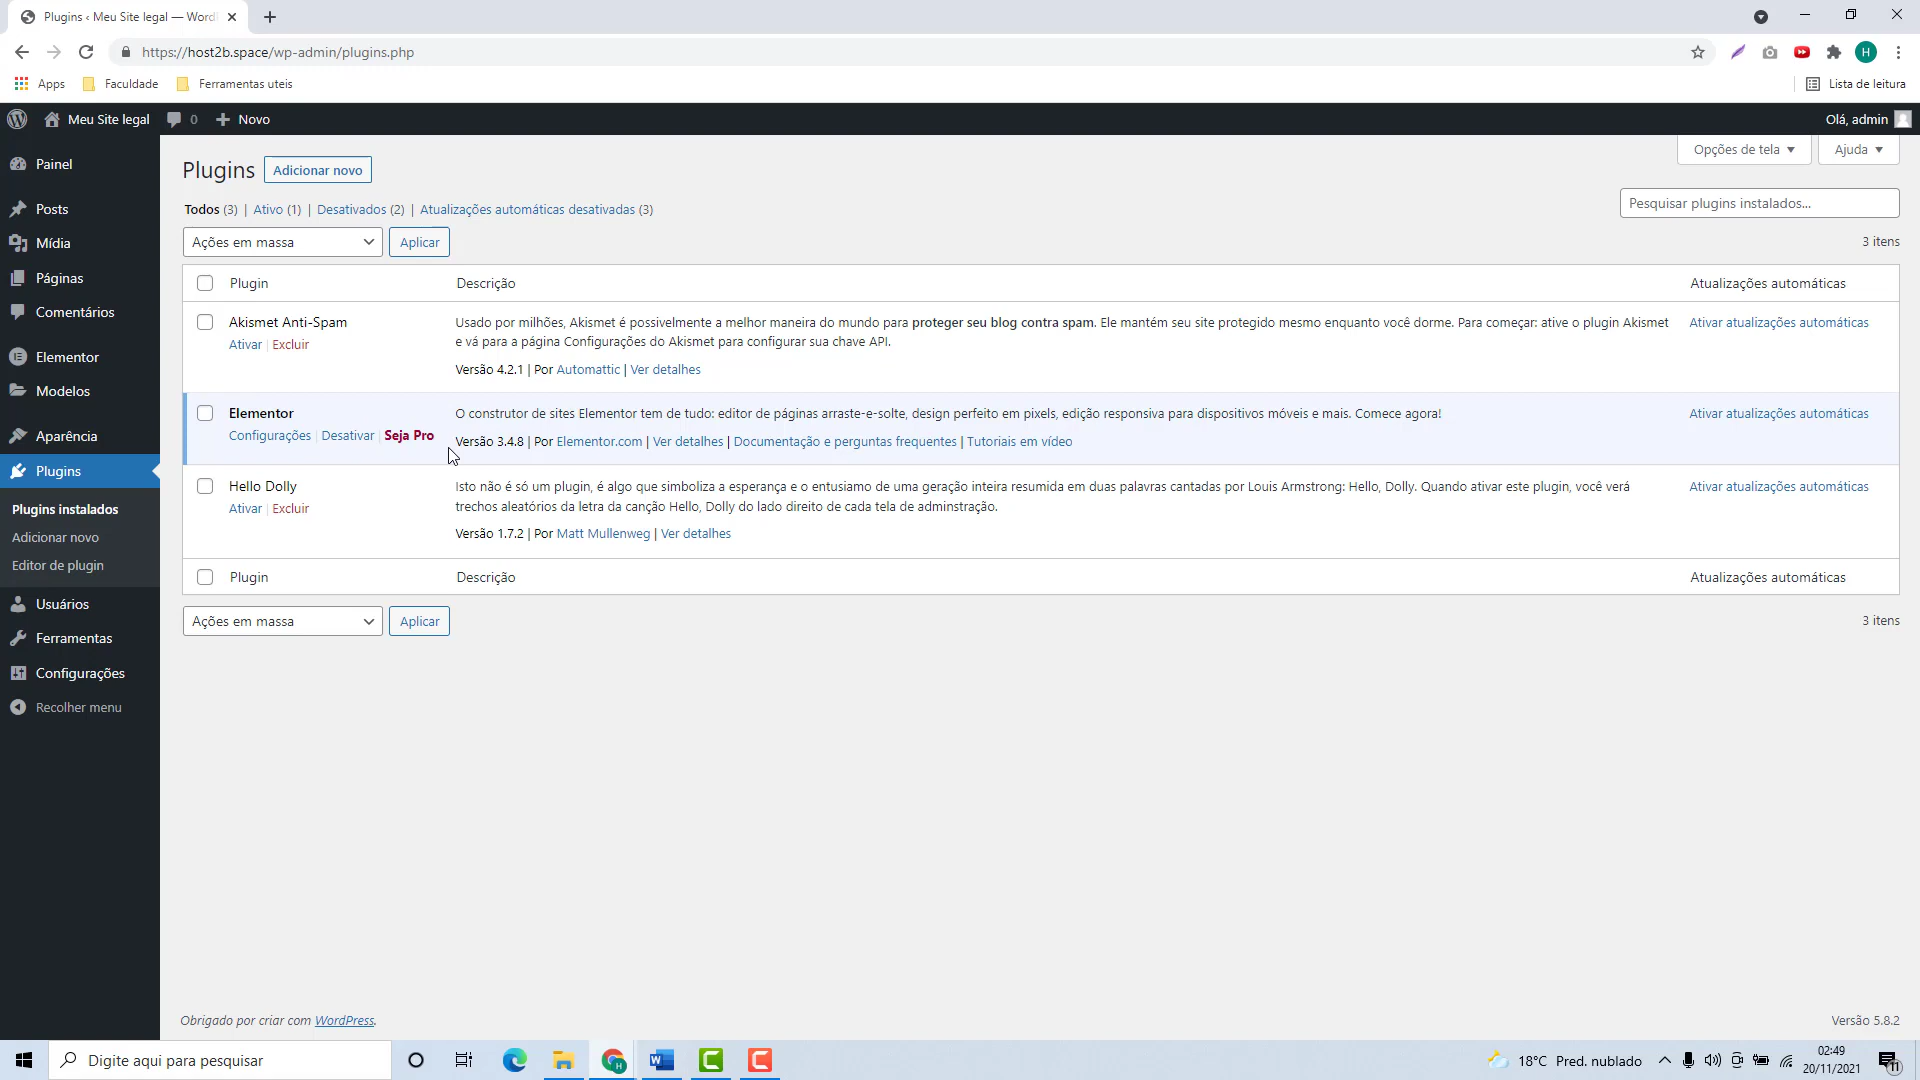 Plugins ‹ Meu Site legal — Word
https://host2b.space/wp-admin/plugins.php
Apps
Faculdade
Ferramentas uteis
Lista de leitura
Meu Site legal
0
Novo
Olá, admin
Painel
Posts
Mídia
Páginas
Comentários
Elementor
Modelos
Aparência
Plugins
Plugins instalados
Adicionar novo
Editor de plugin
Usuários
Ferramentas
Configurações
Recolher menu
Plugins
Adicionar novo
Opções de tela
Ajuda
Todos (3) | Ativo (1) | Desativados (2) | Atualizações automáticas desativadas (3)
Pesquisar plugins instalados...
Ações em massa
Aplicar
3 itens
Plugin
Descrição
Atualizações automáticas
Akismet Anti-Spam
Ativar | Excluir
Usado por milhões, Akismet é possivelmente a melhor maneira do mundo para proteger seu blog contra spam. Ele mantém seu site protegido mesmo enquanto você dorme. Para começar: ative o plugin Akismet
e vá para a página Configurações do Akismet para configurar sua chave API.
Versão 4.2.1 | Por Automattic | Ver detalhes
Ativar atualizações automáticas
Elementor
Configurações | Desativar | Seja Pro
O construtor de sites Elementor tem de tudo: editor de páginas arraste-e-solte, design perfeito em pixels, edição responsiva para dispositivos móveis e mais. Comece agora!
Versão 3.4.8 | Por Elementor.com | Ver detalhes | Documentação e perguntas frequentes | Tutoriais em vídeo
Ativar atualizações automáticas
Hello Dolly
Ativar | Excluir
Isto não é só um plugin, é algo que simboliza a esperança e o entusiamo de uma geração inteira resumida em duas palavras cantadas por Louis Armstrong: Hello, Dolly. Quando ativar este plugin, você verá
trechos aleatórios da letra da canção Hello, Dolly do lado direito de cada tela de adminstração.
Versão 1.7.2 | Por Matt Mullenweg | Ver detalhes
Ativar atualizações automáticas
Plugin
Descrição
Atualizações automáticas
Ações em massa
Aplicar
3 itens
Obrigado por criar com WordPress.
Versão 5.8.2
Digite aqui para pesquisar
18°C Pred. nublado
02:49
20/11/2021
11
H